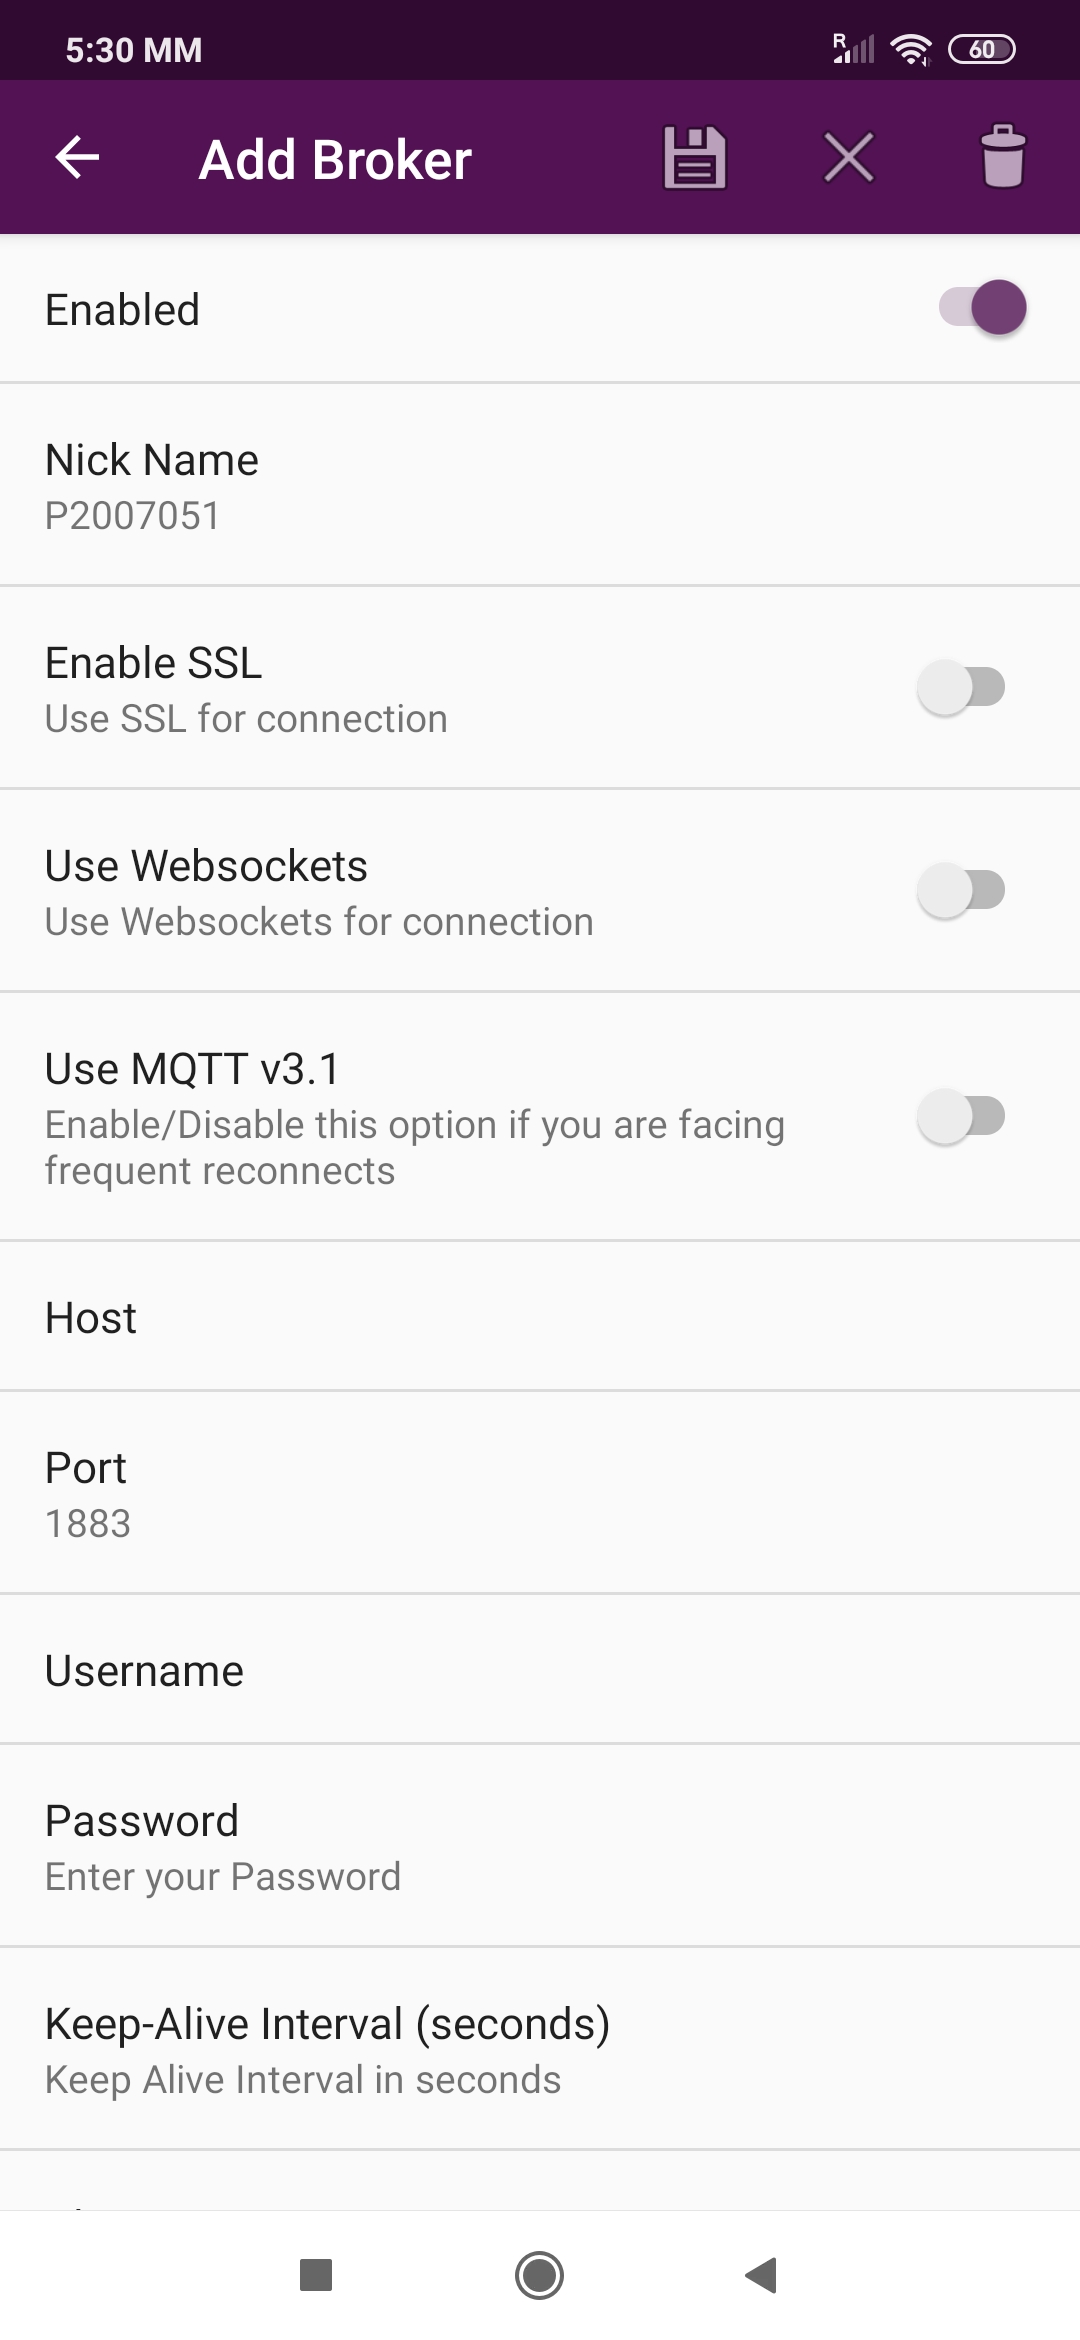 5:30 MM
R
60
Add Broker
Enabled
Nick Name
P2007051
Enable SSL
Use SSL for connection
Use Websockets
Use Websockets for connection
Use MQTT v3.1
Enable/Disable this option if you are facing
frequent reconnects
Host
Port
1883
Username
Password
Enter your Password
Keep-Alive Interval (seconds)
Keep Alive Interval in seconds